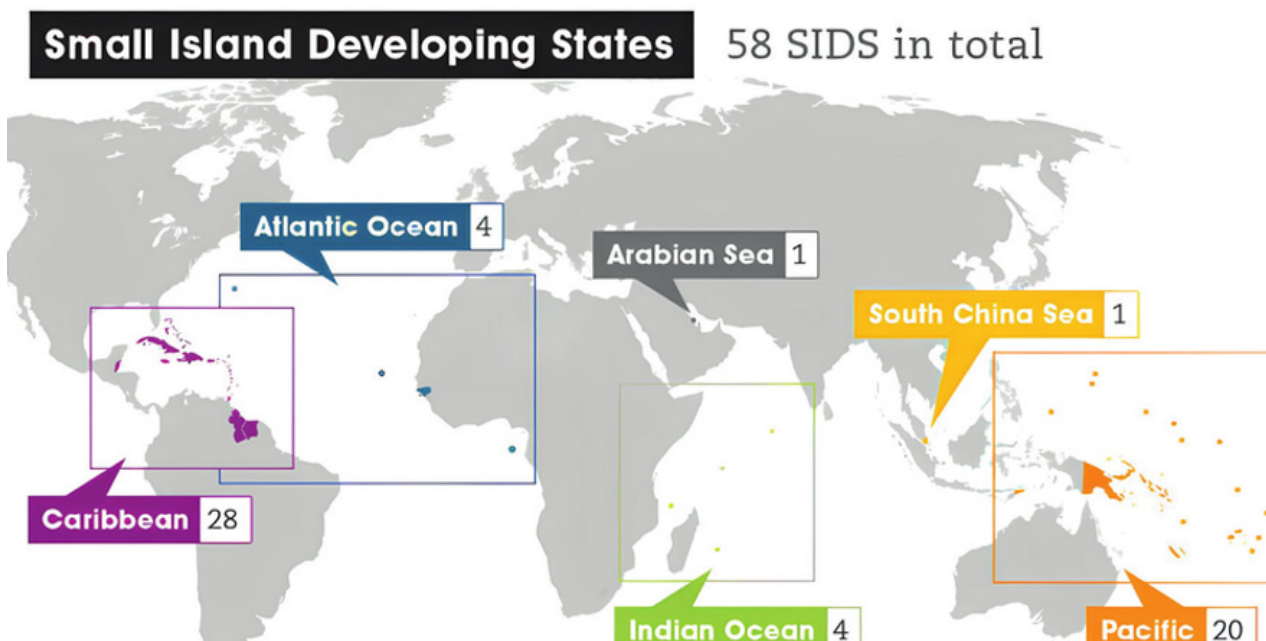 Small Island Developing States 58 SIDS in total
Atlantic Ocean 4
Arabian Sea 1
South China Sea 1
Caribbean 28
Indian Ocean 4
Pacific 20